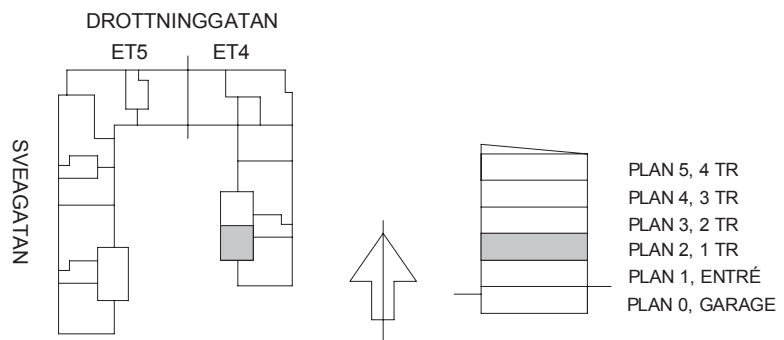 DROTTNINGGATAN
ET5 ET4
SVEAGATAN
PLAN 5, 4 TR
PLAN 4, 3 TR
PLAN 3, 2 TR
PLAN 2, 1 TR
PLAN 1, ENTRÉ
PLAN 0, GARAGE